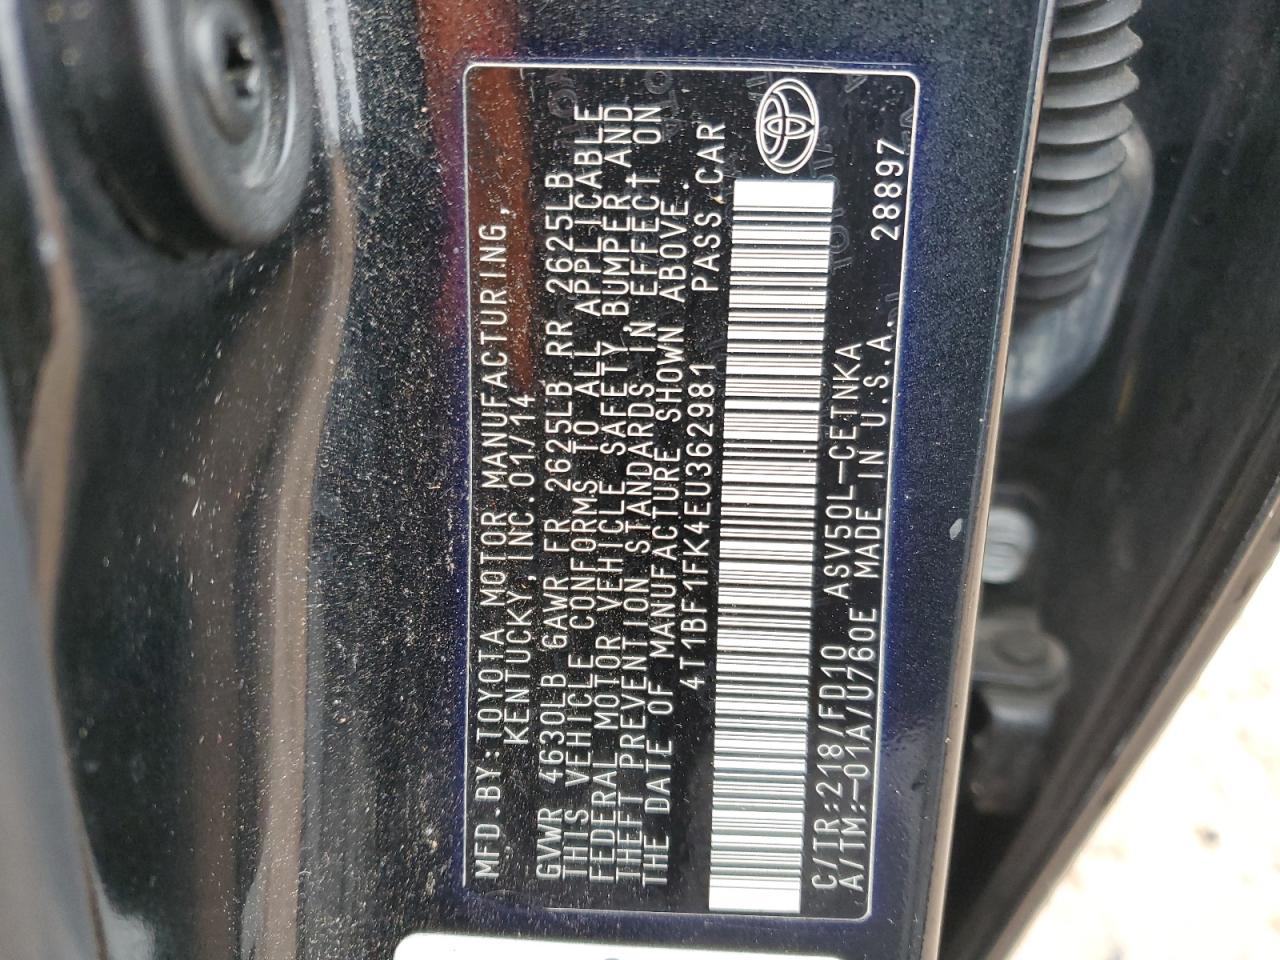 MFD.BY:TOYOTA MOTOR MANUFACTURING,
KENTUCKY, INC.01/14
GVWR 4630LB GAWR FR 2625LB RR 2625LB
THIS VEHICLE CONFORMS TO ALL APPLICABLE
FEDERAL MOTOR VEHICLE SAFETY, BUMPER AND
THEFT PREVENTION STANDARDS IN EFFECT ON
THE DATE OF MANUFACTURE SHOWN ABOVE.
4T1BF1FK4EU362981 PASS.CAR
C/TR:218/FD10 ASV50L-CETNKA
A/TM:-01A/U760E MADE IN U.S.A.
28897